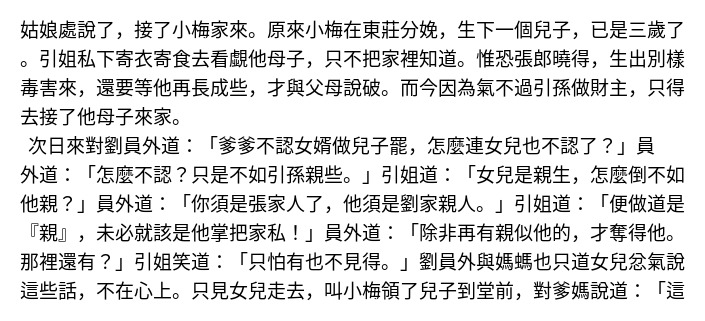 姑娘處說了，接了小梅家來。原來小梅在東莊分娩，生下一個兒子，已是三歲了
。引姐私下寄衣寄食去看覷他母子，只不把家裡知道。惟恐張郎曉得，生出別樣
毒害來，還要等他再長成些，才與父母說破。而今因為氣不過引孫做財主，只得
去接了他母子來家。
次日來對劉員外道：「爹爹不認女婿做兒子罷，怎麼連女兒也不認了？」員
外道：「怎麼不認？只是不如引孫親些。」引姐道：「女兒是親生，怎麼倒不如
他親？」員外道：「你須是張家人了，他須是劉家親人。」引姐道：「便做道是
『親』，未必就該是他掌把家私！」員外道：「除非再有親似他的，才奪得他。
那裡還有？」引姐笑道：「只怕有也不見得。」劉員外與媽螞也只道女兒忿氣說
這些話，不在心上。只見女兒走去，叫小梅領了兒子到堂前，對爹媽說道：「這